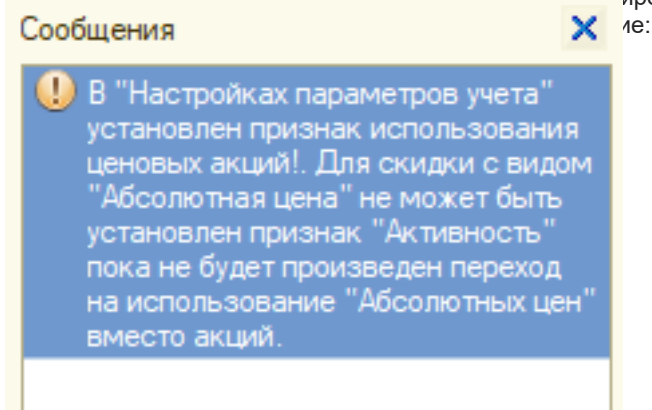 Сообщения
ие:
В "Настройках параметров учета"
установлен признак использования
ценовых акций!. Для скидки с видом
"Абсолютная цена" не может быть
установлен признак "Активность"
пока не будет произведен переход
на использование "Абсолютных цен"
вместо акций.